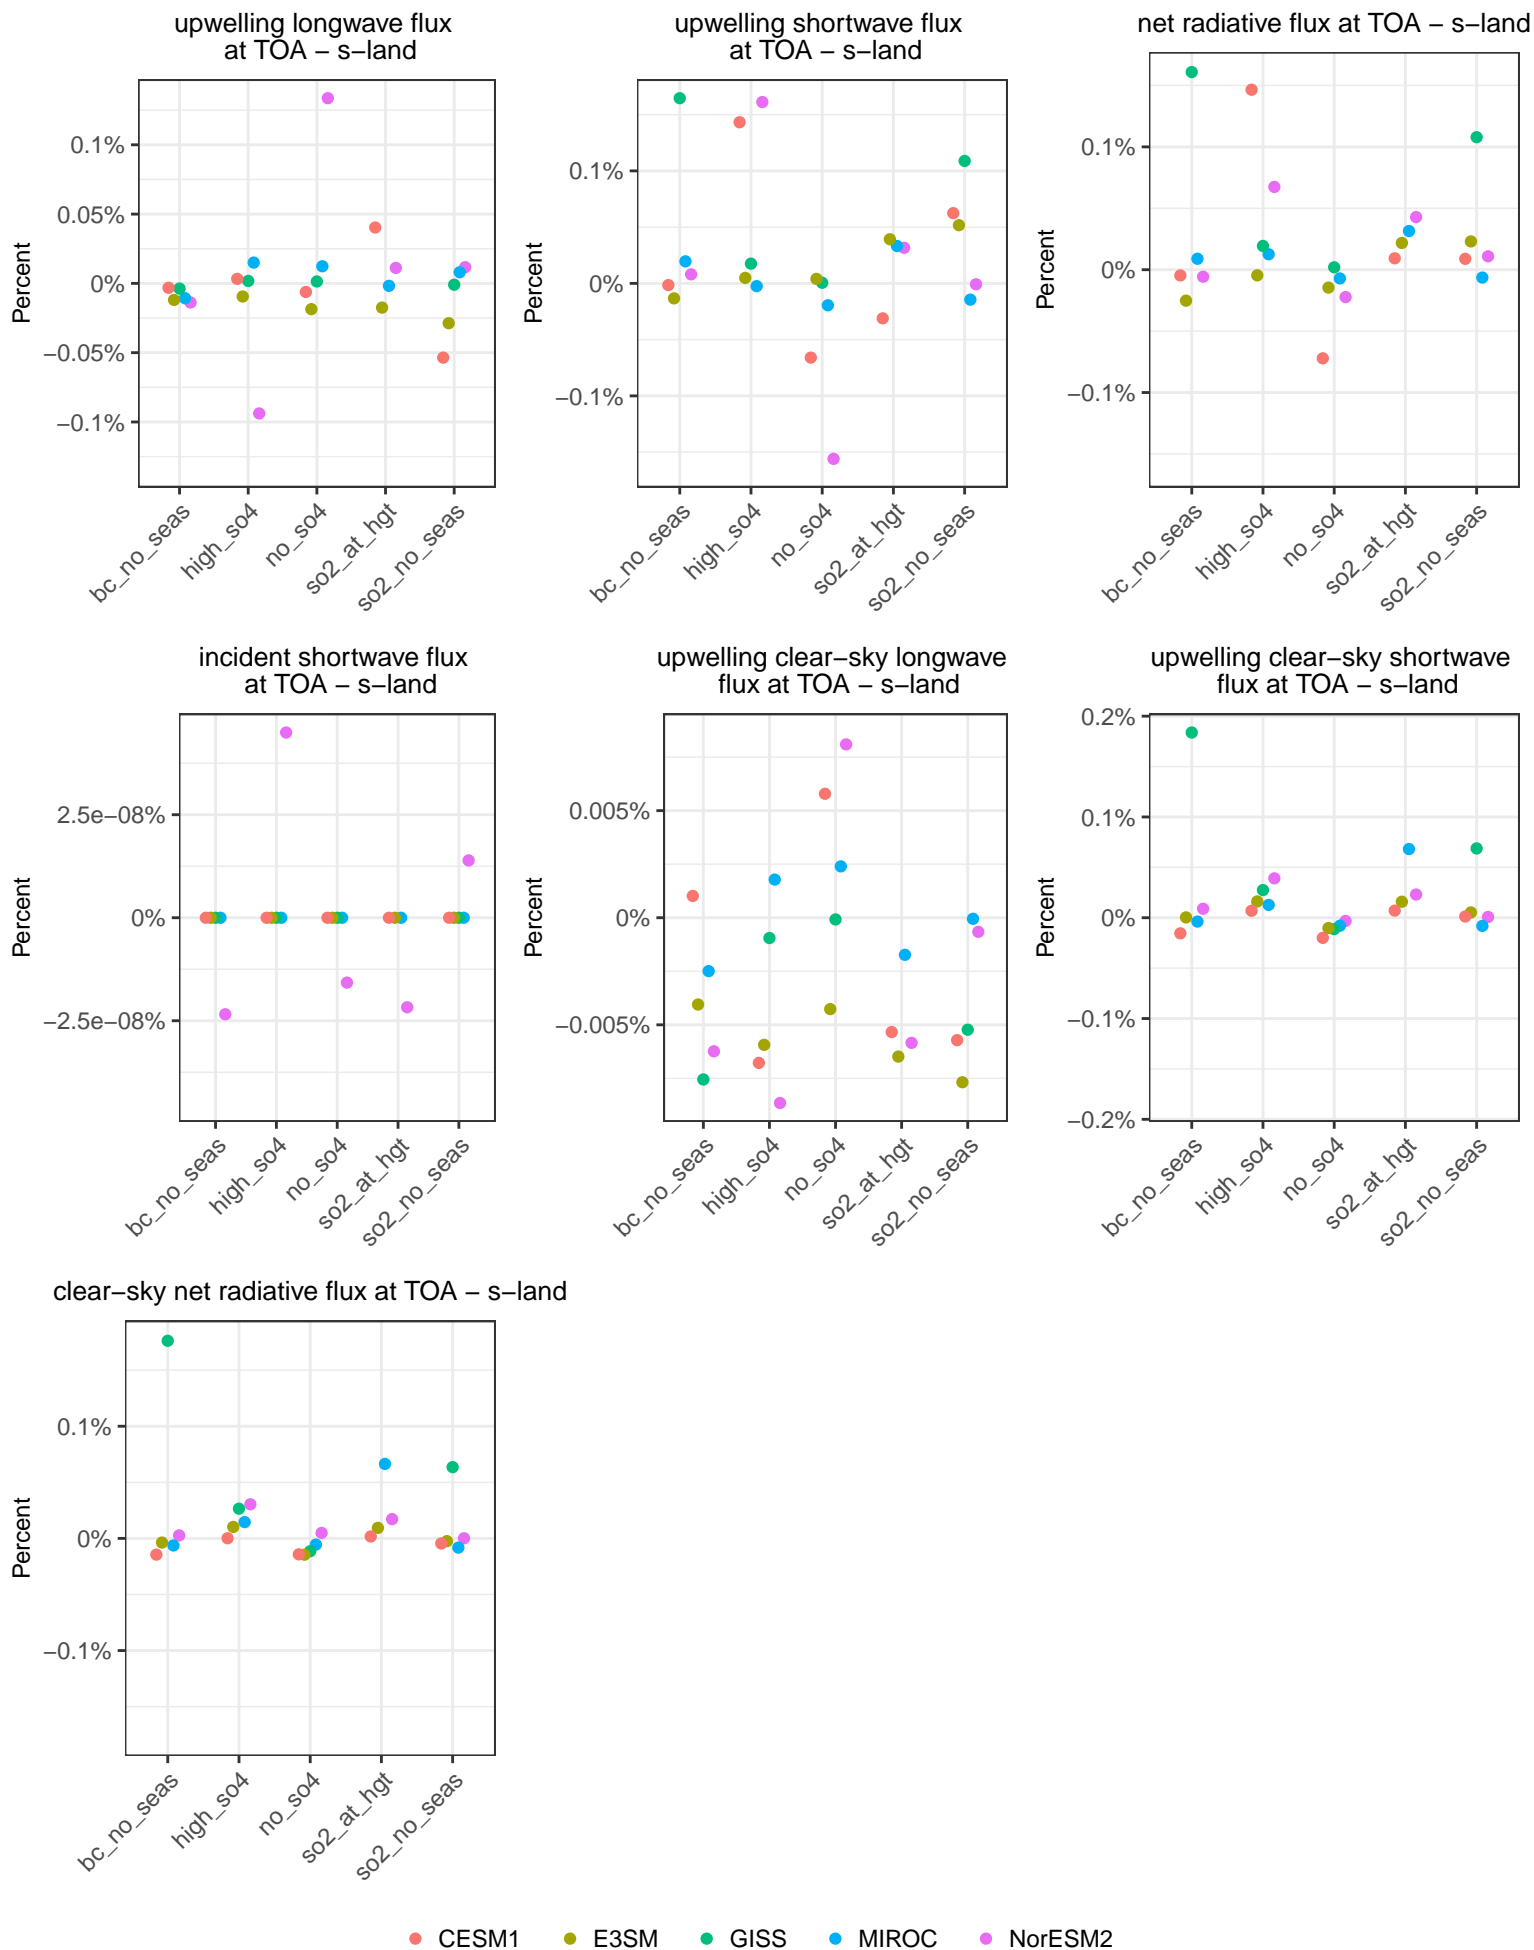 upwelling longwave flux
at TOA − s−land
Percent
0.1%
0.05%
0%
−0.05%
−0.1%
bc_no_seas
high_so4
no_so4
so2_at_hgt
so2_no_seas
upwelling shortwave flux
at TOA − s−land
Percent
0.1%
0%
−0.1%
bc_no_seas
high_so4
no_so4
so2_at_hgt
so2_no_seas
net radiative flux at TOA − s−land
Percent
0.1%
0%
−0.1%
bc_no_seas
high_so4
no_so4
so2_at_hgt
so2_no_seas
incident shortwave flux
at TOA − s−land
Percent
2.5e−08%
0%
−2.5e−08%
bc_no_seas
high_so4
no_so4
so2_at_hgt
so2_no_seas
upwelling clear−sky longwave
flux at TOA − s−land
Percent
0.005%
0%
−0.005%
bc_no_seas
high_so4
no_so4
so2_at_hgt
so2_no_seas
upwelling clear−sky shortwave
flux at TOA − s−land
Percent
0.2%
0.1%
0%
−0.1%
−0.2%
bc_no_seas
high_so4
no_so4
so2_at_hgt
so2_no_seas
clear−sky net radiative flux at TOA − s−land
Percent
0.1%
0%
−0.1%
bc_no_seas
high_so4
no_so4
so2_at_hgt
so2_no_seas
CESM1 E3SM GISS MIROC NorESM2